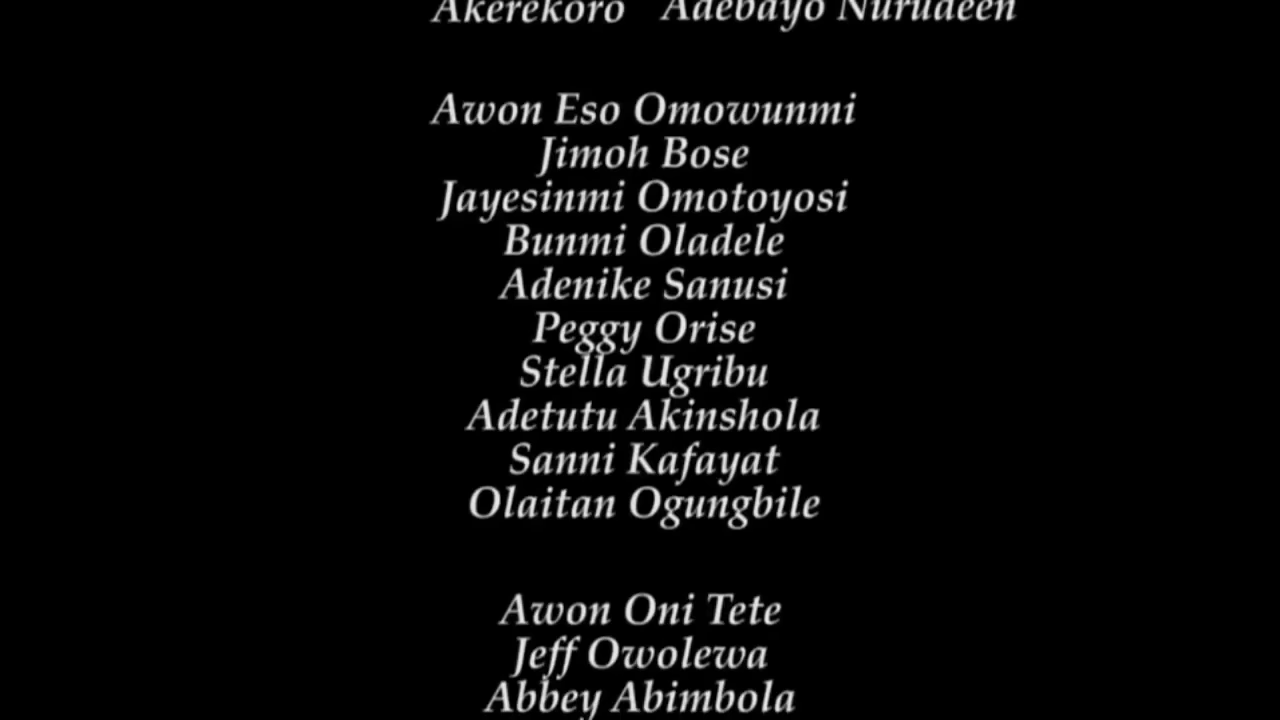 Akerekoro Adebayo Nurudeen
Awon Eso Omowunmi
Jimoh Bose
Jayesinmi Omotoyosi
Bunmi Oladele
Adenike Sanusi
Peggy Orise
Stella Ugribu
Adetutu Akinshola
Sanni Kafayat
Olaitan Ogungbile
Awon Oni Tete
Jeff Owolewa
Abbey Abimbola